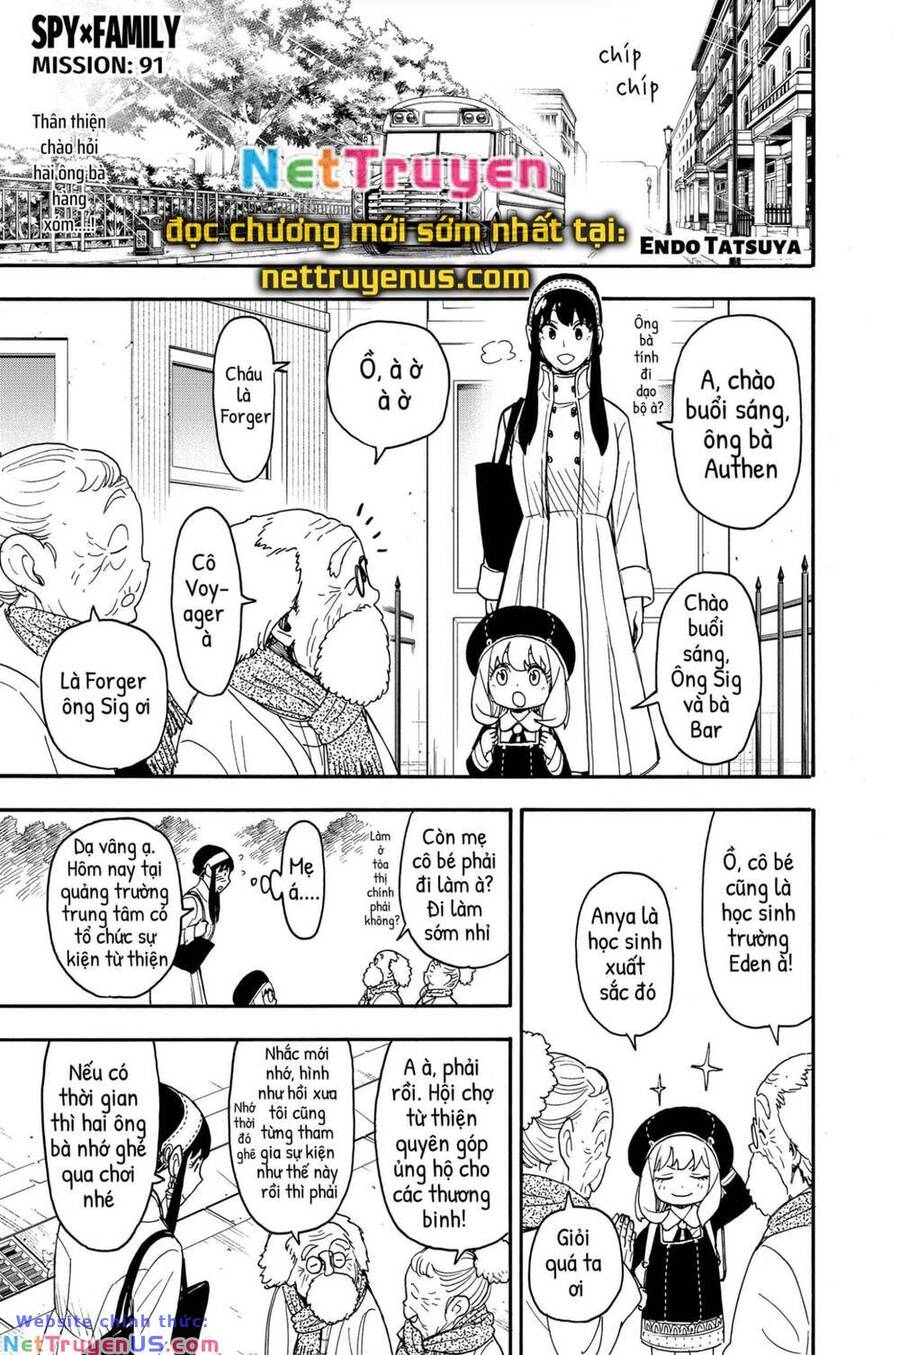 SPY×FAMILY
MISSION: 91
Thân thiện
chào hỏi
hai ông bà
hàng
xóm...!
chíp
chíp
NetTruyen
đọc chương mới sớm nhất tại:
nettruyenus.com
ENDO TATSUYA
A, chào
buổi sáng,
ông bà
Authen
Ông
bà
tính
đi
dạo
bộ à?
Ồ, à ờ
à ờ
Cháu
là
Forger
Chào
buổi
sáng,
Ông Sig
và bà
Bar
Cô
Voy-
ager
à
Là Forger
ông Sig ơi
Ồ, cô bé
cũng là
học sinh
trường
Eden à!
Anya là
học sinh
xuất
sắc đó
Giỏi
quá ta
ơi
Còn mẹ
cô bé phải
đi làm à?
Đi làm
sớm nhỉ
Làm
ở
tòa
thị
chính
phải
không?
Mẹ
á....
Dạ vâng ạ.
Hôm nay tại
quảng trường
trung tâm có
tổ chức sự
kiện từ thiện
A à, phải
rồi. Hội chợ
từ thiện
quyên góp
ủng hộ cho
các thương
binh!
Nhắc mới
nhớ, hình
như hồi xưa
tôi cũng
từng tham
gia sự kiện
như thế này
rồi thì phải
Nhớ
thời
đó
ghê
Nếu có
thời gian
thì hai ông
bà nhớ ghé
qua chơi
nhé
Website chính thức:
NetTruyenUS.com